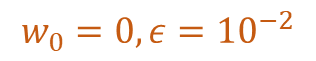 w₀ = 0, ϵ = 10⁻²